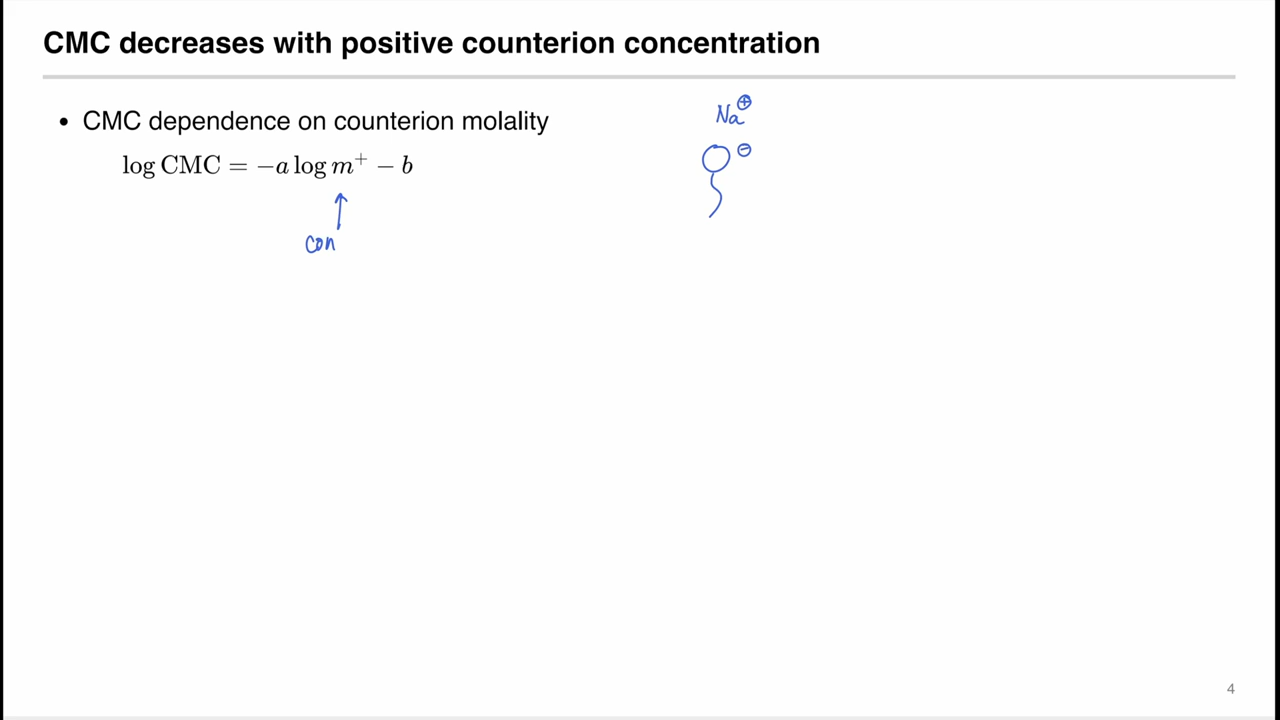 CMC decreases with positive counterion concentration
• CMC dependence on counterion molality
log CMC = −a log m⁺ − b
con
Na⊕
⊖
4